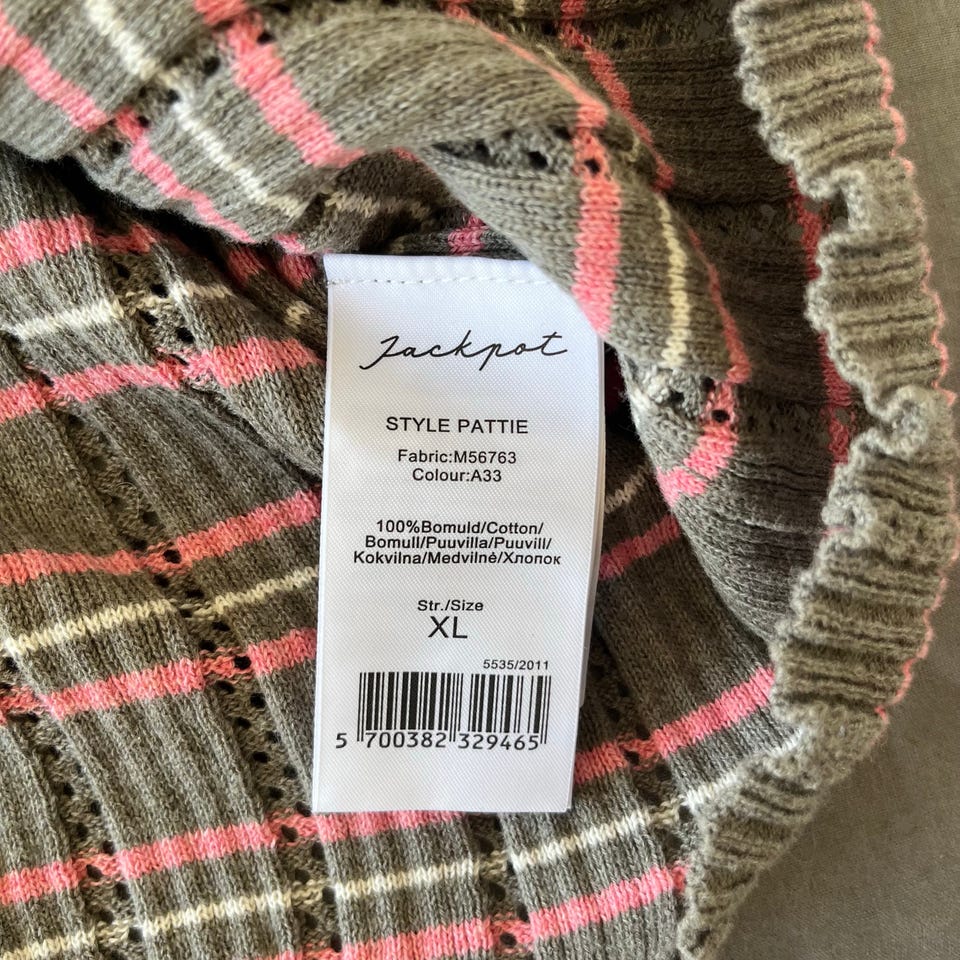 Jackpot
STYLE PATTIE
Fabric:M56763
Colour:A33
100%Bomuld/Cotton/
Bomull/Puuvilla/Puuvill/
Kokvilna/Medvilnė/Хлопок
Str./Size
XL
5535/2011
5 700382 329465